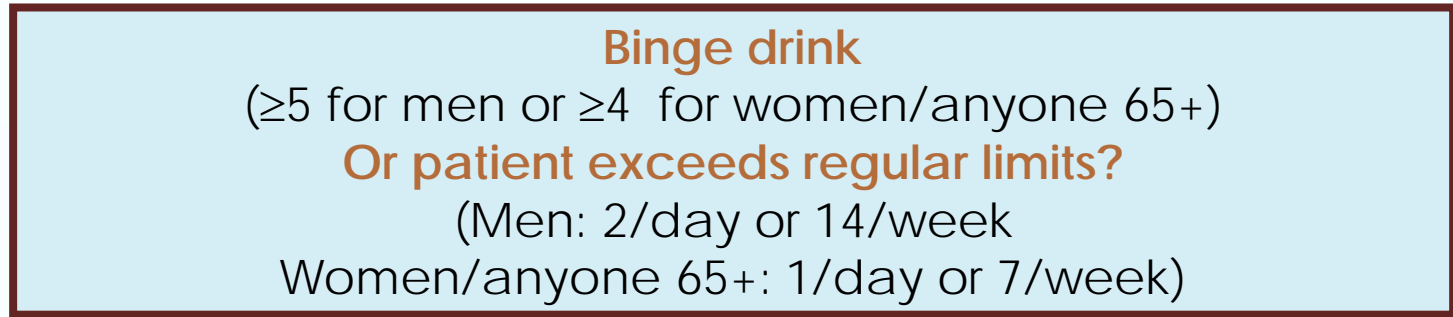 Binge drink
(≥5 for men or ≥4 for women/anyone 65+)
Or patient exceeds regular limits?
(Men: 2/day or 14/week
Women/anyone 65+: 1/day or 7/week)